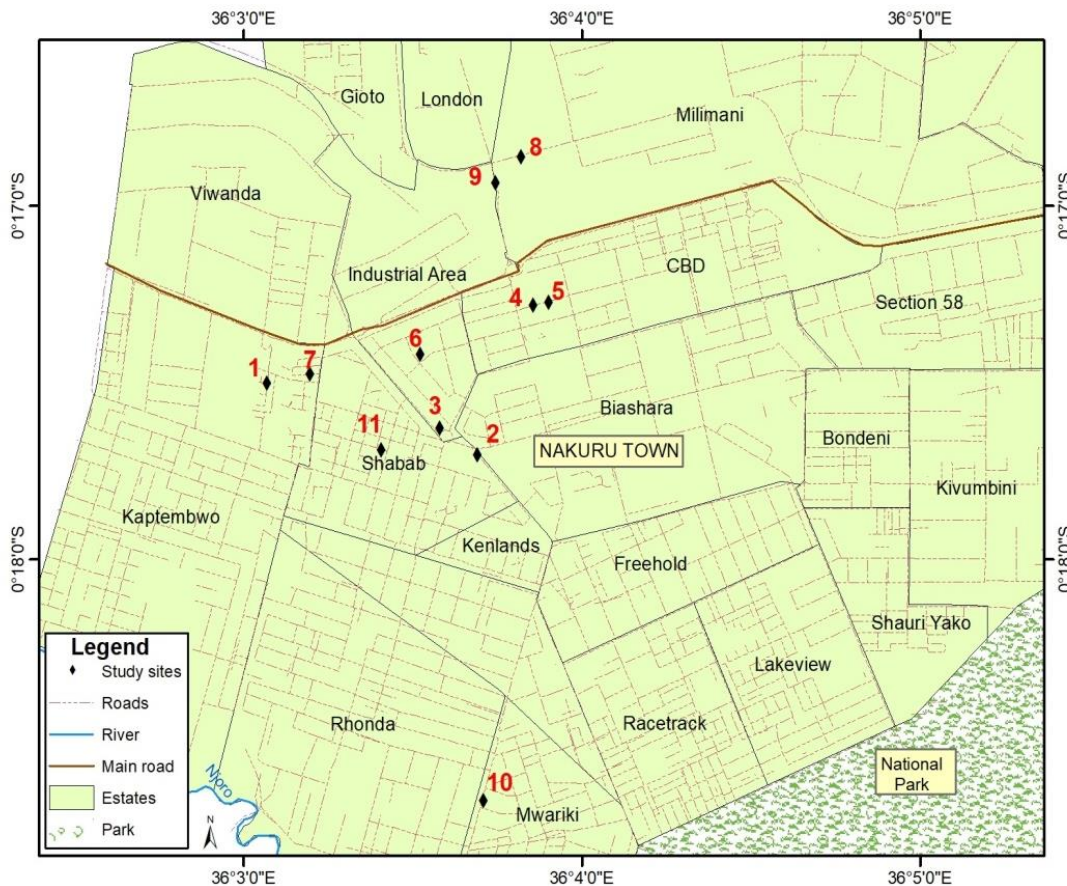 36°3'0"E
36°4'0"E
36°5'0"E
Gioto
London
Milimani
8
9
0°17'0"S
0°17'0"S
Viwanda
Industrial Area
CBD
4
5
Section 58
6
1
7
3
Biashara
11
2
Bondeni
Shabab
NAKURU TOWN
Kivumbini
Kaptembwo
Kenlands
0°18'0"S
0°18'0"S
Freehold
Shauri Yako
Legend
Study sites
Roads
River
Main road
Estates
Park
Lakeview
Rhonda
Racetrack
National
Park
Njoro
10
Mwariki
N
36°3'0"E
36°4'0"E
36°5'0"E